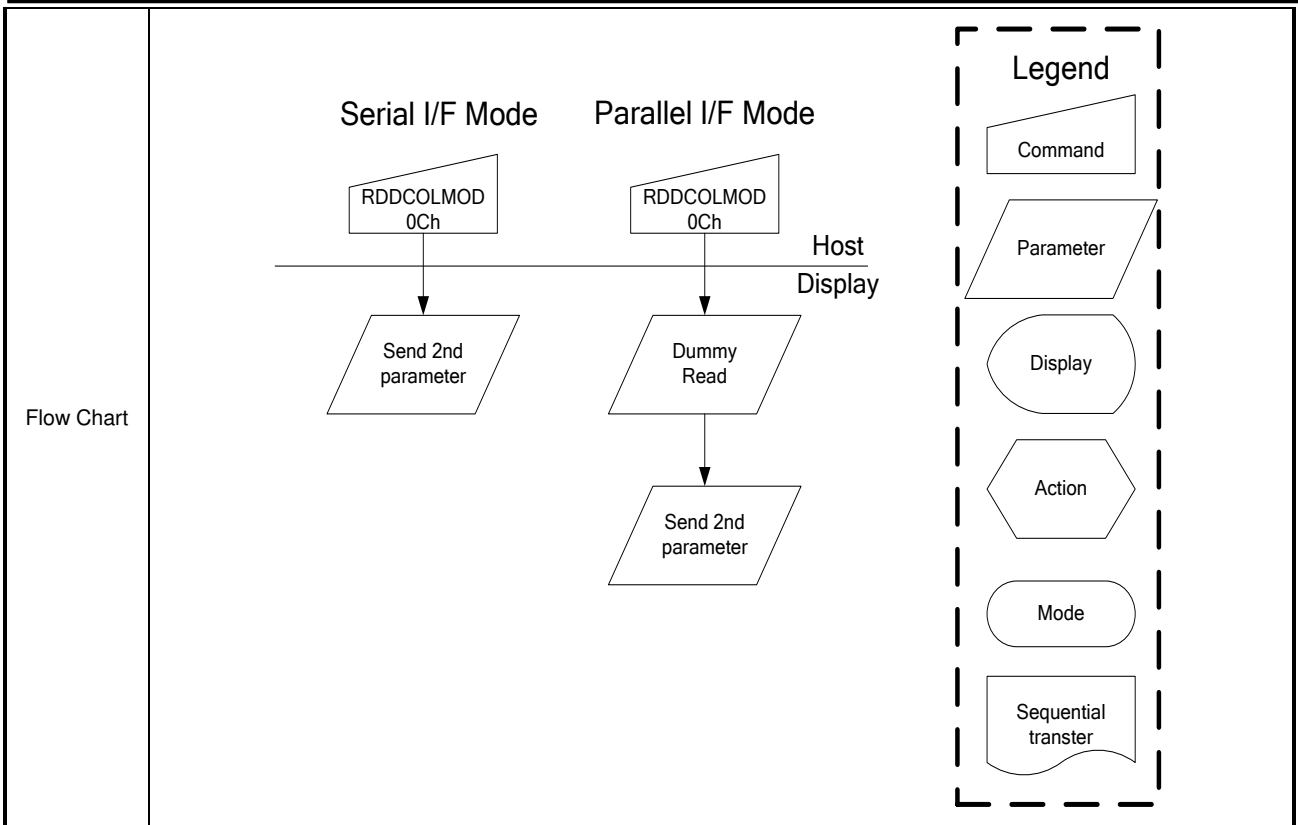 Flow Chart
Serial I/F Mode
Parallel I/F Mode
RDDCOLMOD
0Ch
RDDCOLMOD
0Ch
Host
Display
Send 2nd
parameter
Dummy
Read
Send 2nd
parameter
Legend
Command
Parameter
Display
Action
Mode
Sequential
transter